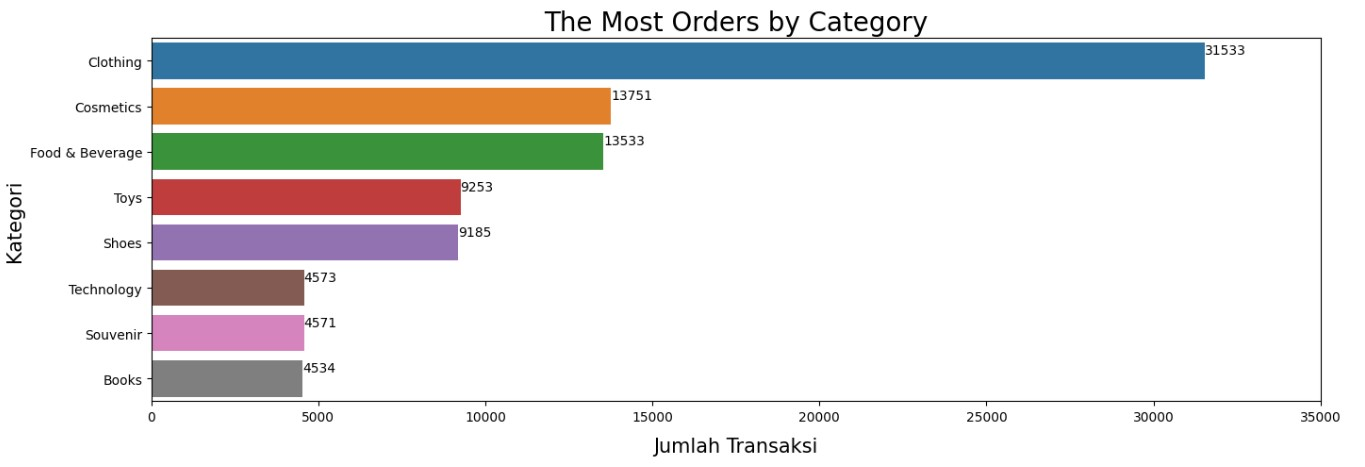 The Most Orders by Category
Kategori
Clothing 31533
Cosmetics 13751
Food & Beverage 13533
Toys 9253
Shoes 9185
Technology 4573
Souvenir 4571
Books 4534
0 5000 10000 15000 20000 25000 30000 35000
Jumlah Transaksi